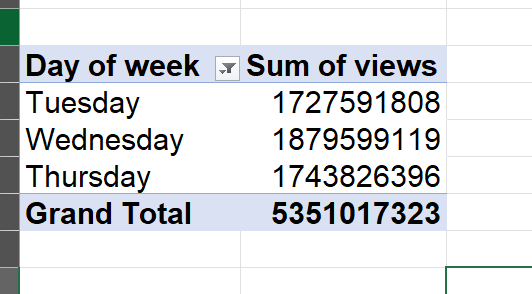 Day of week Sum of views
Tuesday 1727591808
Wednesday 1879599119
Thursday 1743826396
Grand Total 5351017323